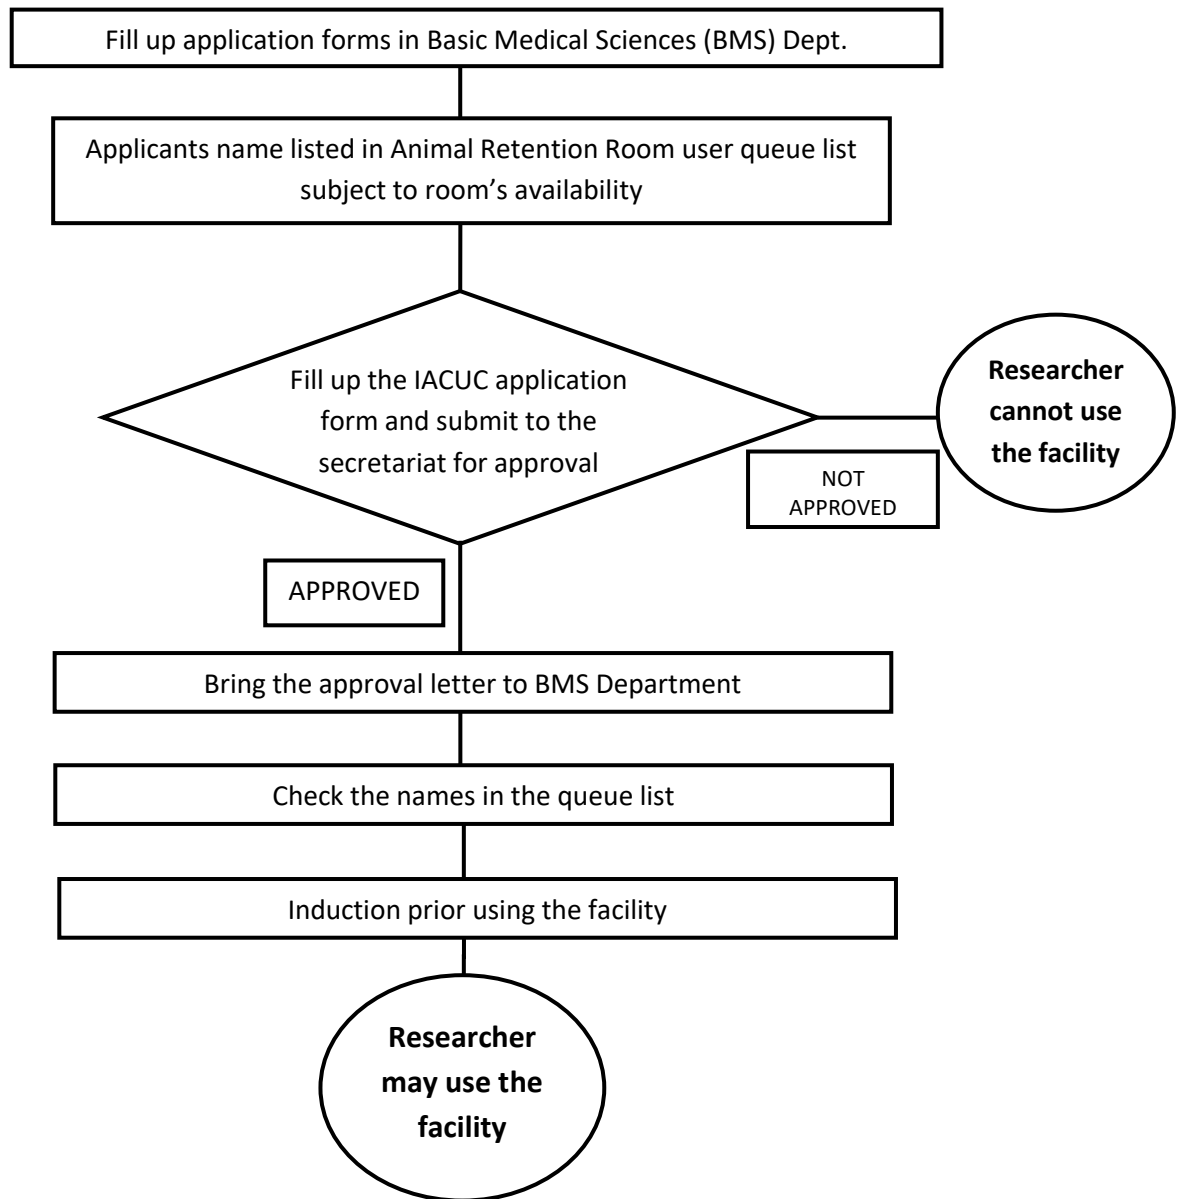 Fill up application forms in Basic Medical Sciences (BMS) Dept.
Applicants name listed in Animal Retention Room user queue list
subject to room’s availability
Fill up the IACUC application
form and submit to the
secretariat for approval
Researcher
cannot use
the facility
NOT
APPROVED
APPROVED
Bring the approval letter to BMS Department
Check the names in the queue list
Induction prior using the facility
Researcher
may use the
facility